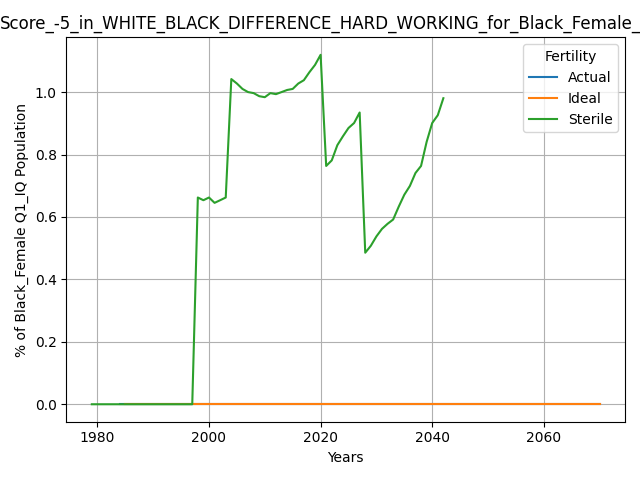 Score_-5_in_WHITE_BLACK_DIFFERENCE_HARD_WORKING_for_Black_Female_
Fertility
Actual
Ideal
Sterile
% of Black_Female Q1_IQ Population
1.0
0.8
0.6
0.4
0.2
0.0
1980 2000 2020 2040 2060
Years